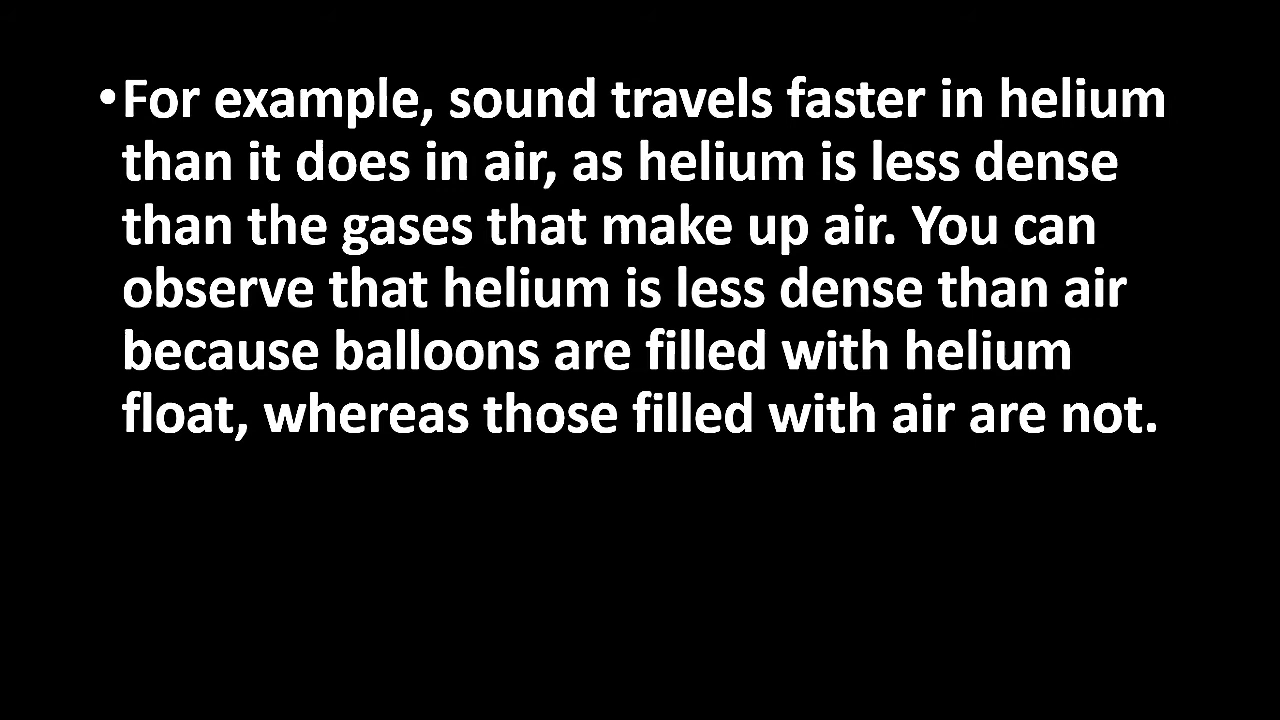 •For example, sound travels faster in helium
than it does in air, as helium is less dense
than the gases that make up air. You can
observe that helium is less dense than air
because balloons are filled with helium
float, whereas those filled with air are not.